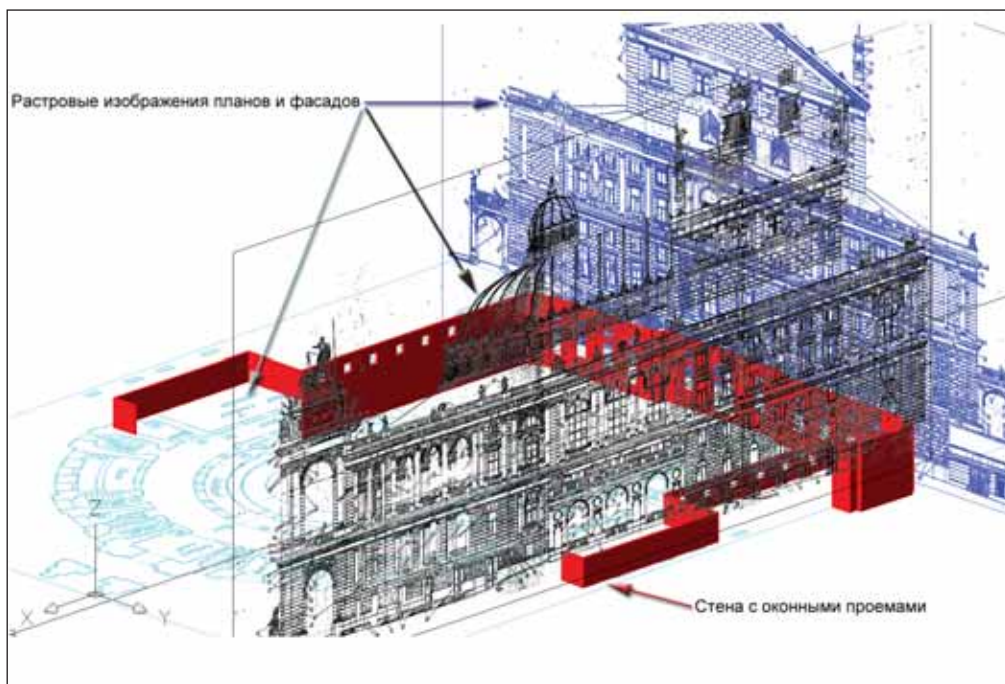 Растровые изображения планов и фасадов
Z
X
Y
Стена с оконными проемами